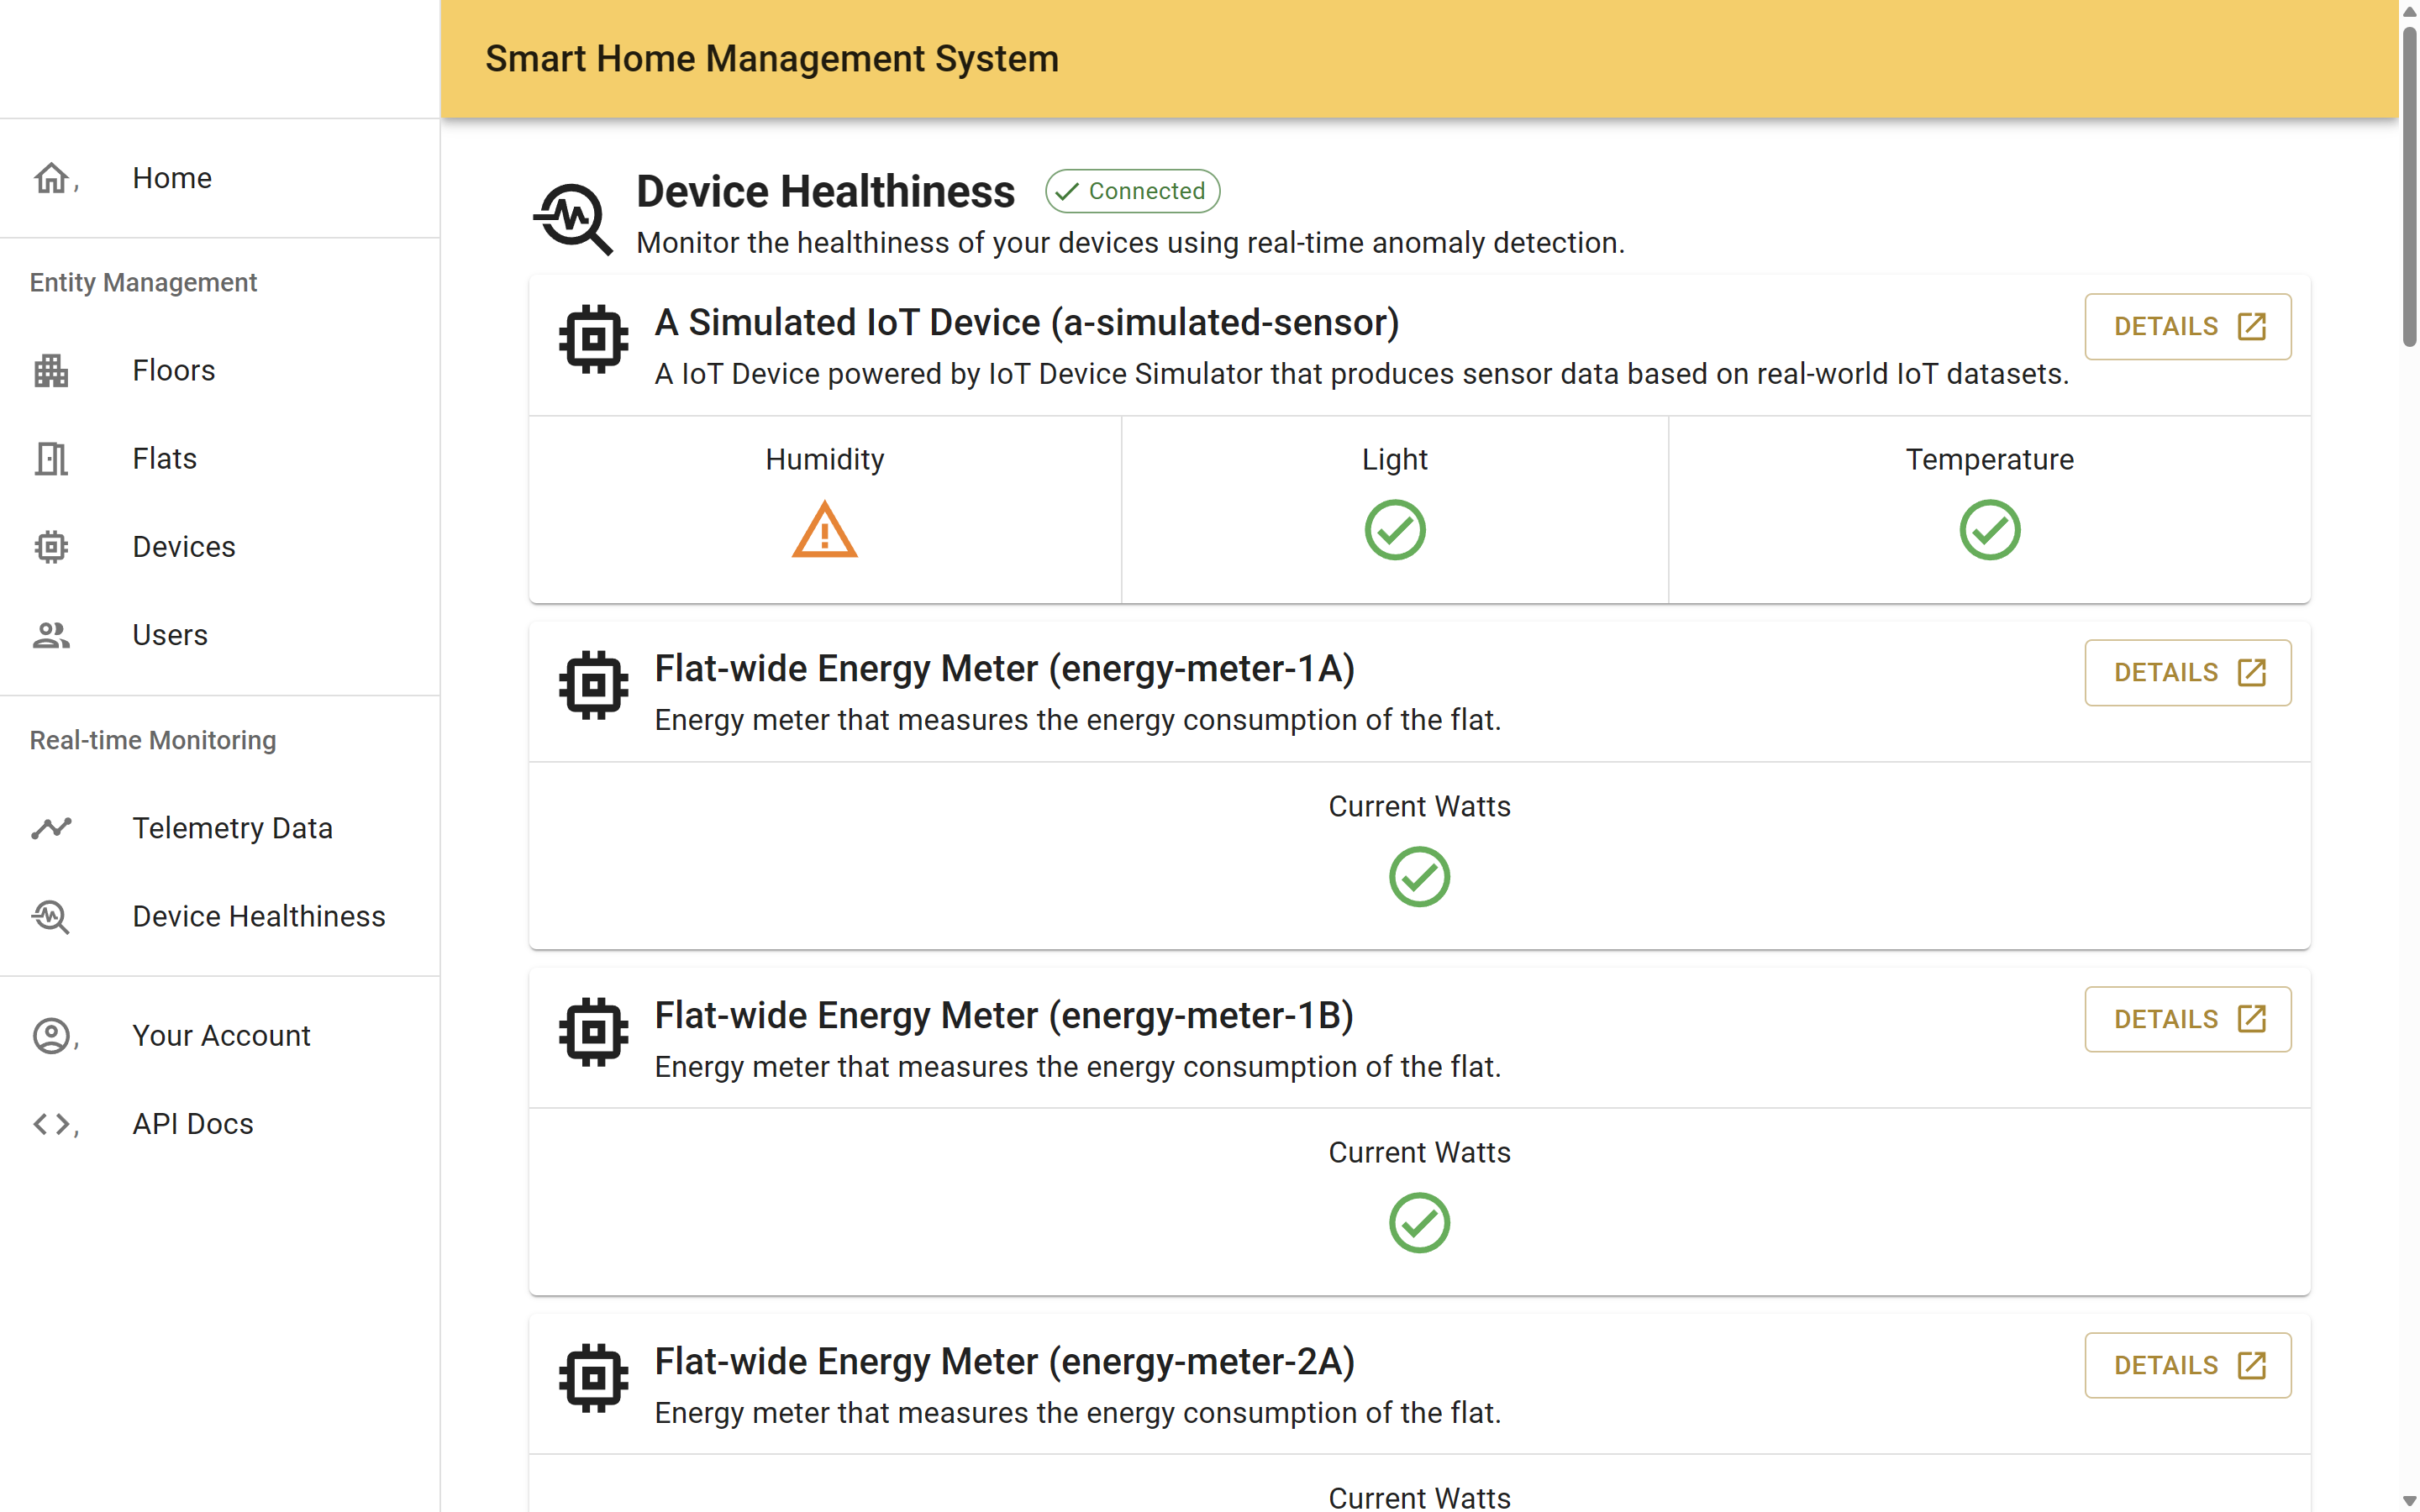 Smart Home Management System
Home
Entity Management
Floors
Flats
Devices
Users
Real-time Monitoring
Telemetry Data
Device Healthiness
Your Account
API Docs
Device Healthiness
Connected
Monitor the healthiness of your devices using real-time anomaly detection.
A Simulated IoT Device (a-simulated-sensor)
DETAILS
A IoT Device powered by IoT Device Simulator that produces sensor data based on real-world IoT datasets.
Humidity
Light
Temperature
Flat-wide Energy Meter (energy-meter-1A)
DETAILS
Energy meter that measures the energy consumption of the flat.
Current Watts
Flat-wide Energy Meter (energy-meter-1B)
DETAILS
Energy meter that measures the energy consumption of the flat.
Current Watts
Flat-wide Energy Meter (energy-meter-2A)
DETAILS
Energy meter that measures the energy consumption of the flat.
Current Watts